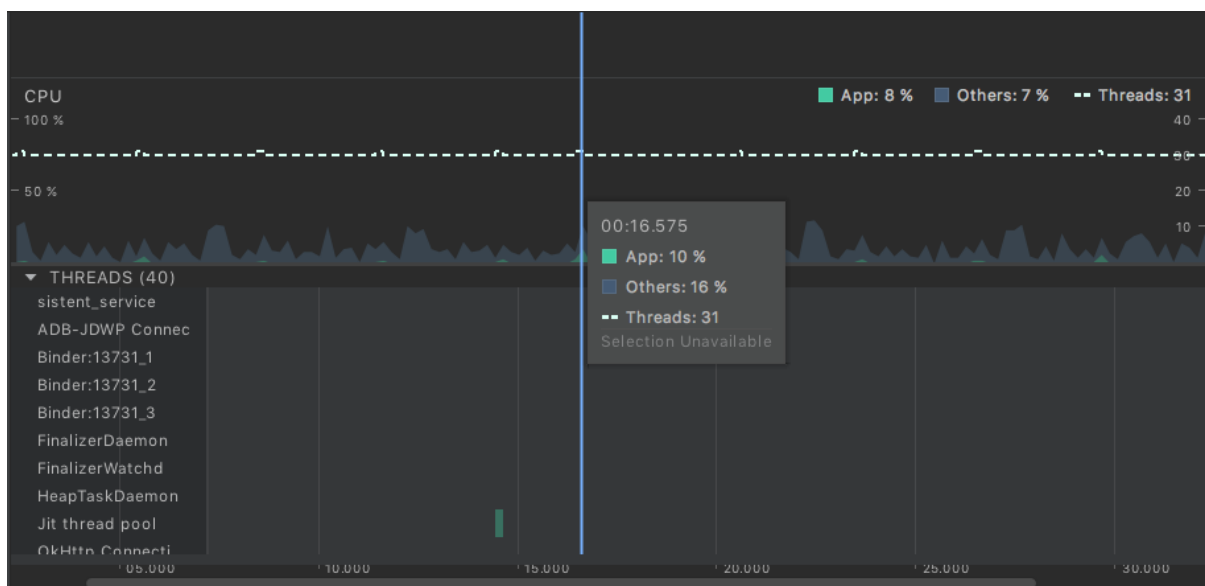 CPU
App: 8 % Others: 7 % Threads: 31
100 %
40
30
50 %
20
10
00:16.575
App: 10 %
Others: 16 %
Threads: 31
Selection Unavailable
THREADS (40)
sistent_service
ADB-JDWP Connec
Binder:13731_1
Binder:13731_2
Binder:13731_3
FinalizerDaemon
FinalizerWatchd
HeapTaskDaemon
Jit thread pool
OkHttp Connecti
05.000 10.000 15.000 20.000 25.000 30.000